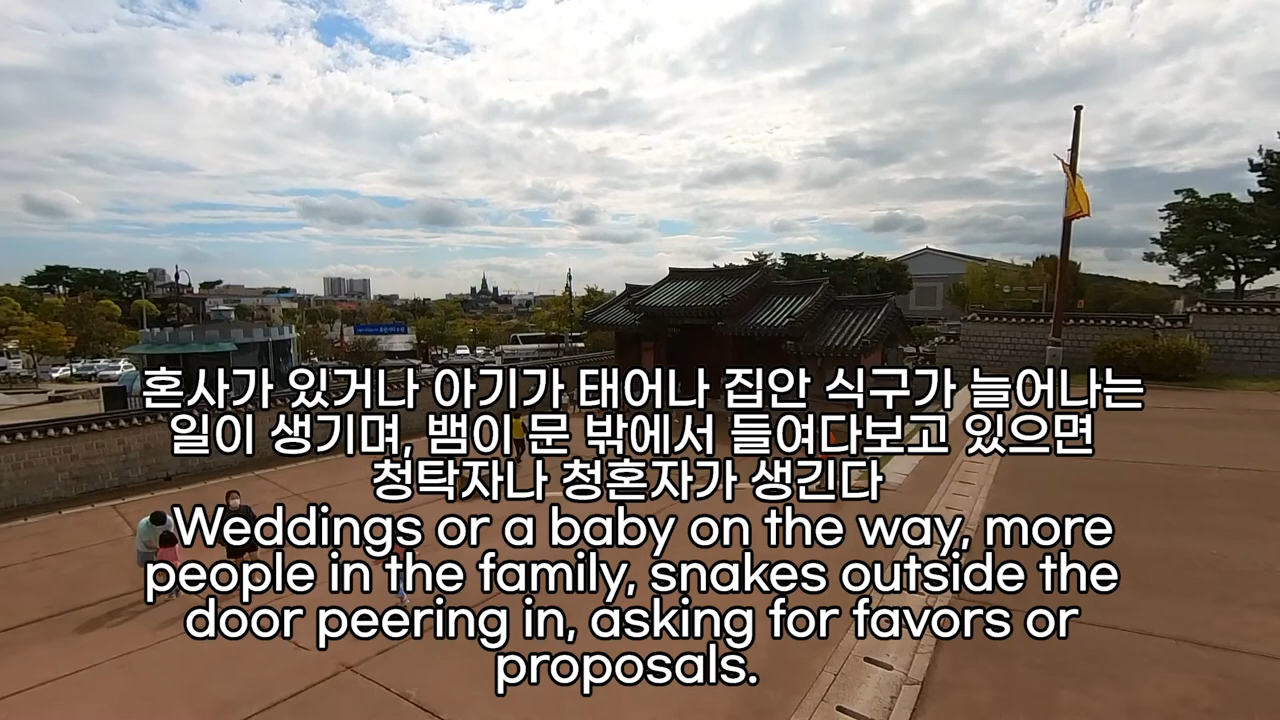 혼사가 있거나 아기가 태어나 집안 식구가 늘어나는
일이 생기며, 뱀이 문 밖에서 들여다보고 있으면
청탁자나 청혼자가 생긴다
Weddings or a baby on the way, more
people in the family, snakes outside the
door peering in, asking for favors or
proposals.